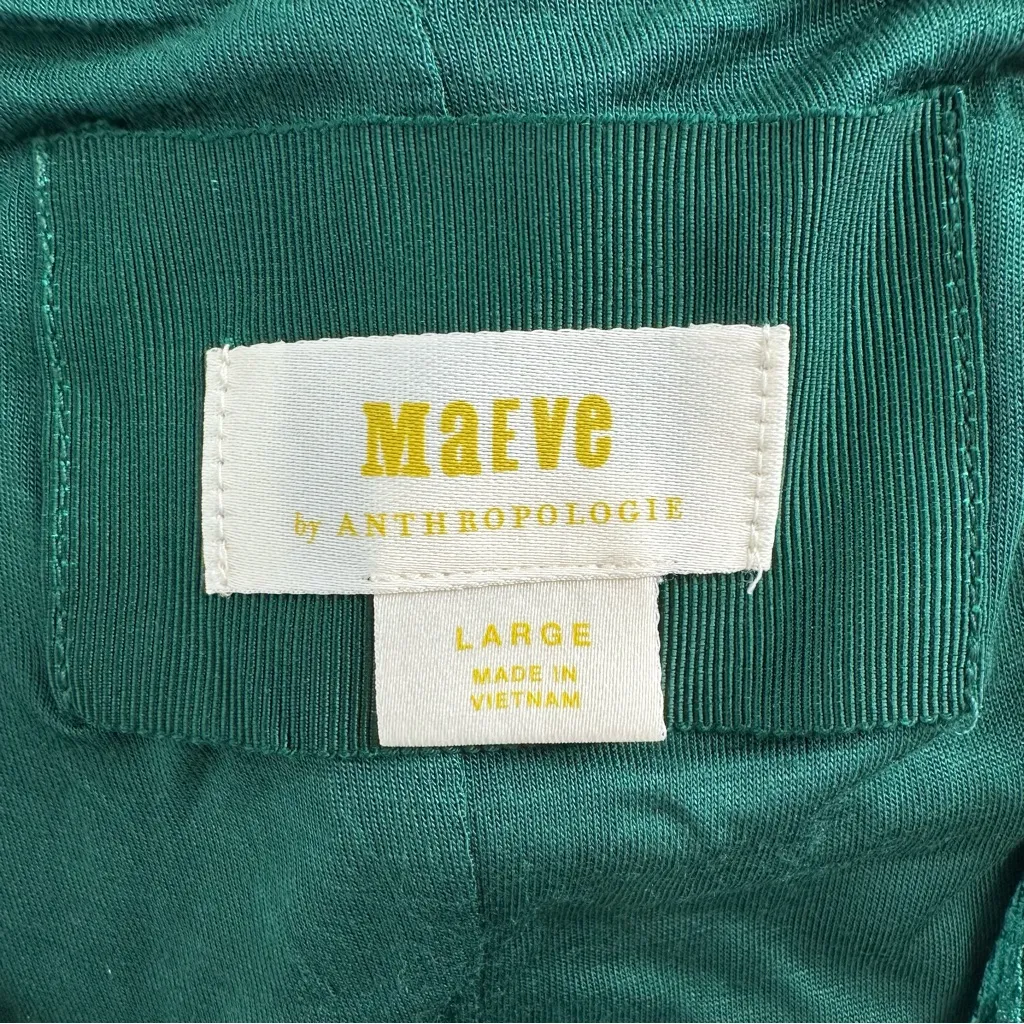 MaEve
by ANTHROPOLOGIE
LARGE
MADE IN
VIETNAM